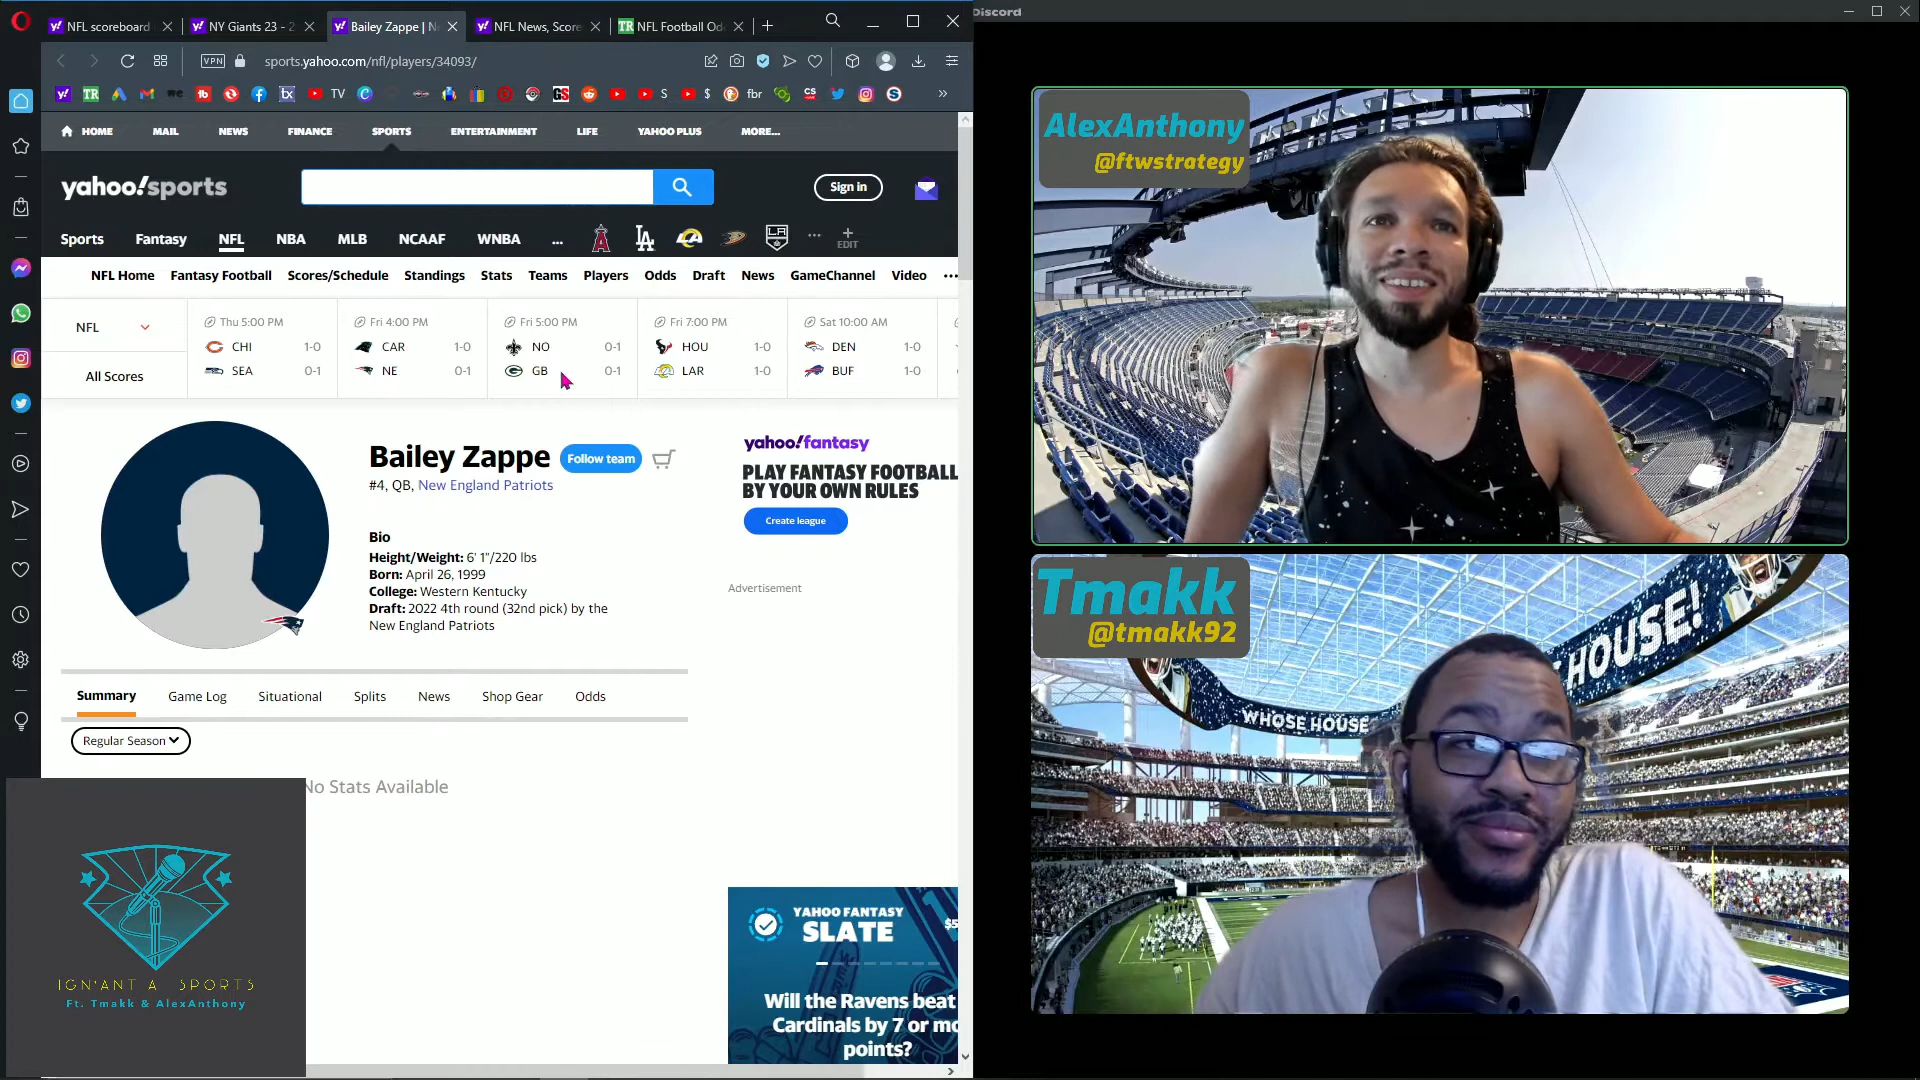 NFL scoreboard
NY Giants 23 - 2
Bailey Zappe | N
NFL News, Score
TR NFL Football Od
VPN
sports.yahoo.com/nfl/players/34093/
TV
S
$
fbr
HOME MAIL NEWS FINANCE SPORTS ENTERTAINMENT LIFE YAHOO PLUS MORE...
yahoo!sports
Sign in
Sports Fantasy NFL NBA MLB NCAAF WNBA ... EDIT
NFL Home Fantasy Football Scores/Schedule Standings Stats Teams Players Odds Draft News GameChannel Video ...
NFL
All Scores
Thu 5:00 PM
CHI 1-0
SEA 0-1
Fri 4:00 PM
CAR 1-0
NE 0-1
Fri 5:00 PM
NO 0-1
GB 0-1
Fri 7:00 PM
HOU 1-0
LAR 1-0
Sat 10:00 AM
DEN 1-0
BUF 1-0
Bailey Zappe Follow team
#4, QB, New England Patriots
Bio
Height/Weight: 6' 1"/220 lbs
Born: April 26, 1999
College: Western Kentucky
Draft: 2022 4th round (32nd pick) by the
New England Patriots
yahoo!fantasy
PLAY FANTASY FOOTBALL
BY YOUR OWN RULES
Create league
Advertisement
Summary Game Log Situational Splits News Shop Gear Odds
Regular Season
No Stats Available
IGN'ANT A SPORTS
Ft. Tmakk & AlexAnthony
YAHOO FANTASY
SLATE
$5
Will the Ravens beat
Cardinals by 7 or mo
points?
Discord
AlexAnthony
@ftwstrategy
Tmakk
@tmakk92
WHOSE HOUSE
HOUSE!